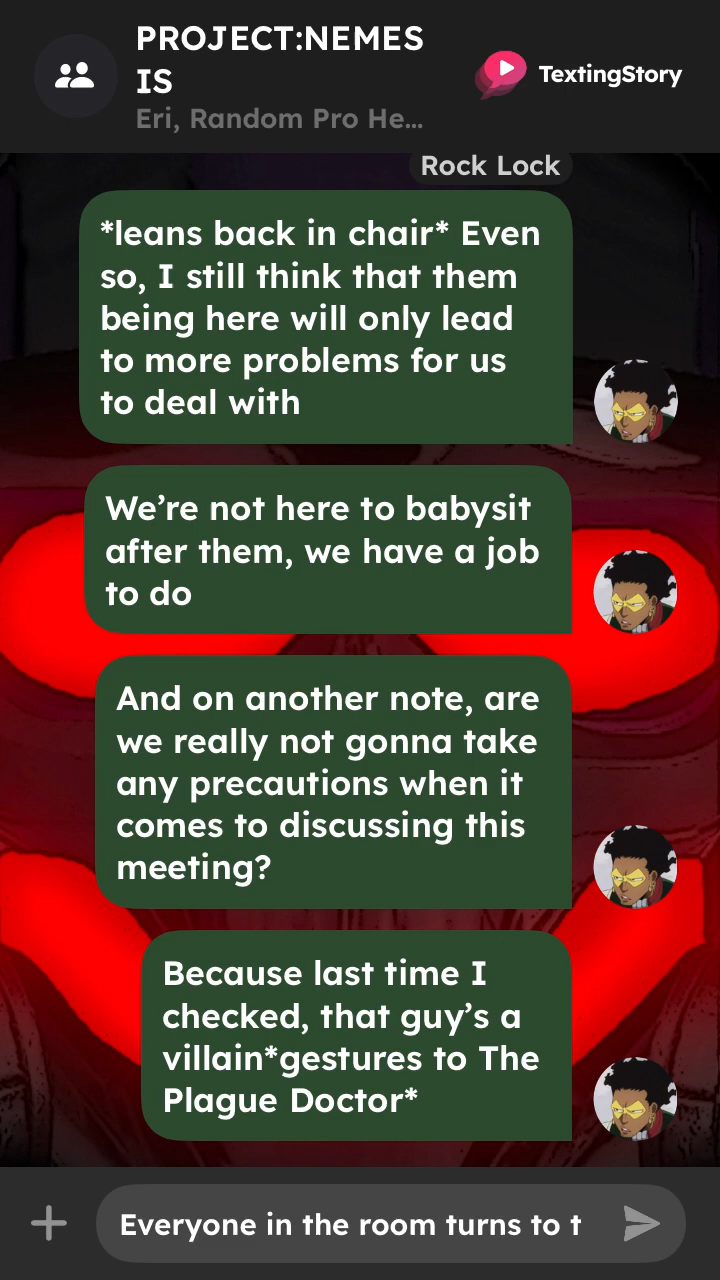 PROJECT:NEMES
IS
Eri, Random Pro He...
TextingStory
Rock Lock
*leans back in chair* Even
so, I still think that them
being here will only lead
to more problems for us
to deal with
We’re not here to babysit
after them, we have a job
to do
And on another note, are
we really not gonna take
any precautions when it
comes to discussing this
meeting?
Because last time I
checked, that guy’s a
villain*gestures to The
Plague Doctor*
Everyone in the room turns to t